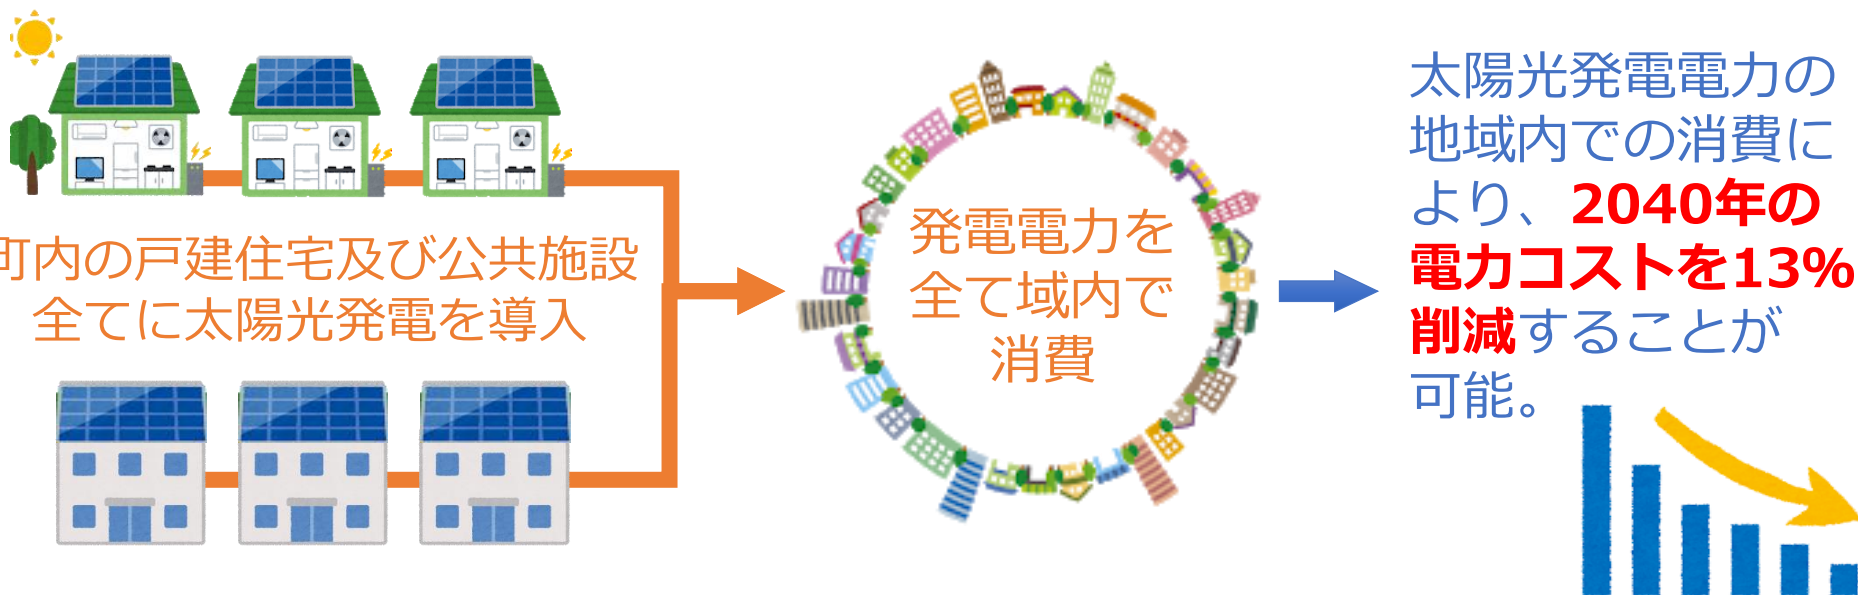 町内の戸建住宅及び公共施設
全てに太陽光発電を導入
発電電力を
全て域内で
消費
太陽光発電電力の
地域内での消費に
より、2040年の
電力コストを13%
削減することが
可能。